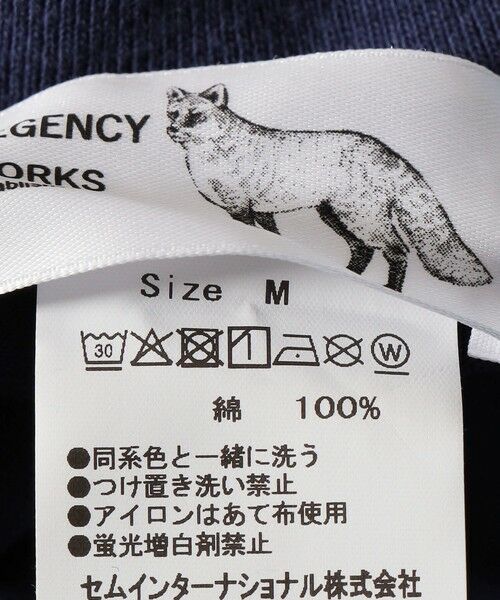 EGENCY
ORKS
Size M
30
W
綿 100%
●同系色と一緒に洗う
●つけ置き洗い禁止
●アイロンはあて布使用
●蛍光増白剤禁止
セムインターナショナル株式会社